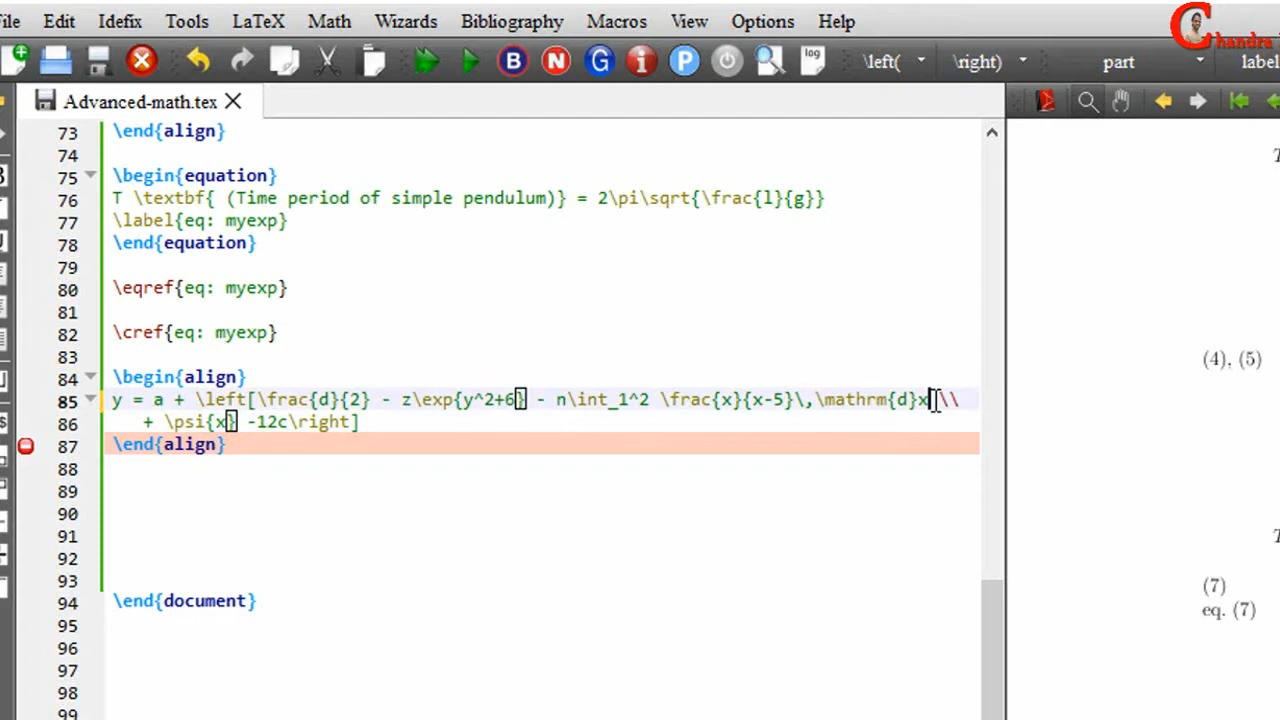 File Edit Idefix Tools LaTeX Math Wizards Bibliography Macros View Options Help
Chandra
B N G i P log \left( \right) part label
Advanced-math.tex
73 \end{align}
74
75 \begin{equation}
76 T \textbf{ (Time period of simple pendulum)} = 2\pi\sqrt{\frac{l}{g}}
77 \label{eq: myexp}
78 \end{equation}
79
80 \eqref{eq: myexp}
81
82 \cref{eq: myexp}
83
84 \begin{align}
85 y = a + \left[\frac{d}{2} - z\exp{y^2+6} - n\int_1^2 \frac{x}{x-5}\,\mathrm{d}x\\
86 + \psi{x} -12c\right]
87 \end{align}
88
89
90
91
92
93
94 \end{document}
95
96
97
98
99
T
(4), (5)
T
(7)
eq. (7)